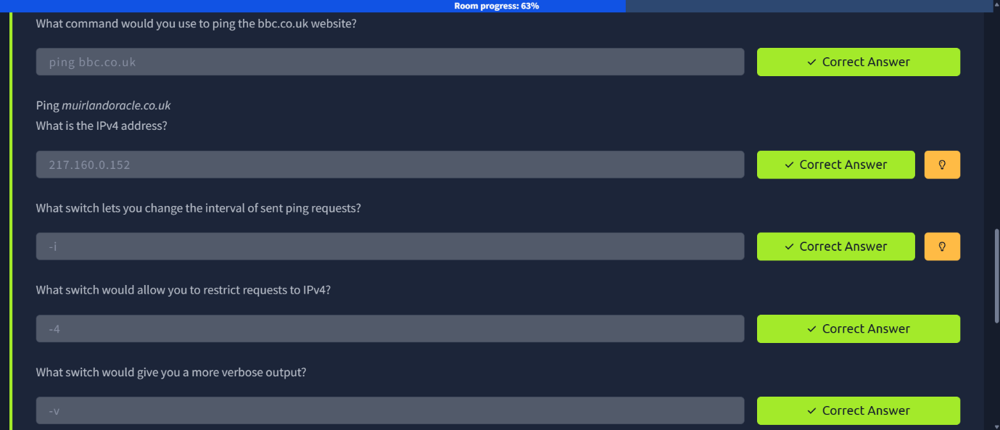 Room progress: 63%
What command would you use to ping the bbc.co.uk website?
ping bbc.co.uk
Correct Answer
Ping muirlandoracle.co.uk
What is the IPv4 address?
217.160.0.152
Correct Answer
What switch lets you change the interval of sent ping requests?
-i
Correct Answer
What switch would allow you to restrict requests to IPv4?
-4
Correct Answer
What switch would give you a more verbose output?
-v
Correct Answer